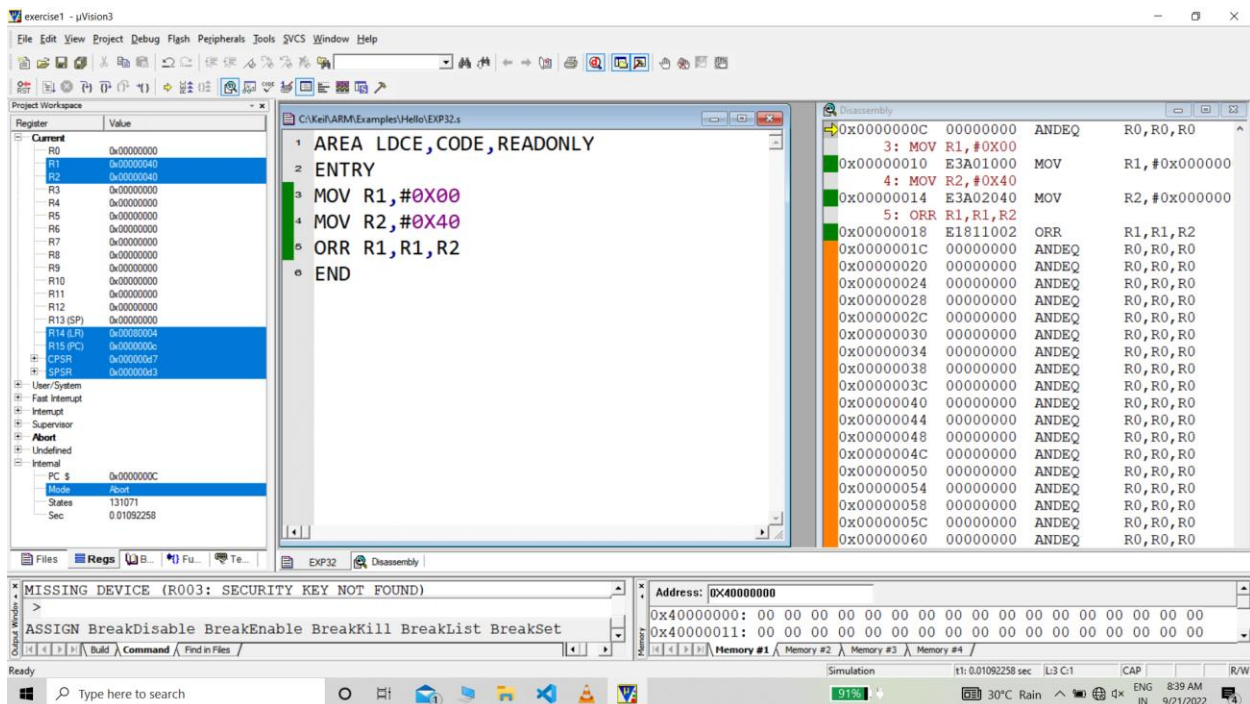 exercise1 - µVision3
File Edit View Project Debug Flash Peripherals Tools SVCS Window Help
Project Workspace
Register Value
Current
R0 0x00000000
R1 0x00000040
R2 0x00000040
R3 0x00000000
R4 0x00000000
R5 0x00000000
R6 0x00000000
R7 0x00000000
R8 0x00000000
R9 0x00000000
R10 0x00000000
R11 0x00000000
R12 0x00000000
R13 (SP) 0x00000000
R14 (LR) 0x00080004
R15 (PC) 0x0000000c
CPSR 0x000000d7
SPSR 0x000000d3
User/System
Fast Interrupt
Interrupt
Supervisor
Abort
Undefined
Internal
PC $ 0x0000000C
Mode Abort
States 131071
Sec 0.01092258
Files Regs B... Fu... Te...
C:\Keil\ARM\Examples\Hello\EXP32.s
1 AREA LDCE,CODE,READONLY
2 ENTRY
3 MOV R1,#0X00
4 MOV R2,#0X40
5 ORR R1,R1,R2
6 END
EXP32 Disassembly
Disassembly
0x0000000C 00000000 ANDEQ R0,R0,R0
3: MOV R1,#0X00
0x00000010 E3A01000 MOV R1,#0x000000
4: MOV R2,#0X40
0x00000014 E3A02040 MOV R2,#0x000000
5: ORR R1,R1,R2
0x00000018 E1811002 ORR R1,R1,R2
0x0000001C 00000000 ANDEQ R0,R0,R0
0x00000020 00000000 ANDEQ R0,R0,R0
0x00000024 00000000 ANDEQ R0,R0,R0
0x00000028 00000000 ANDEQ R0,R0,R0
0x0000002C 00000000 ANDEQ R0,R0,R0
0x00000030 00000000 ANDEQ R0,R0,R0
0x00000034 00000000 ANDEQ R0,R0,R0
0x00000038 00000000 ANDEQ R0,R0,R0
0x0000003C 00000000 ANDEQ R0,R0,R0
0x00000040 00000000 ANDEQ R0,R0,R0
0x00000044 00000000 ANDEQ R0,R0,R0
0x00000048 00000000 ANDEQ R0,R0,R0
0x0000004C 00000000 ANDEQ R0,R0,R0
0x00000050 00000000 ANDEQ R0,R0,R0
0x00000054 00000000 ANDEQ R0,R0,R0
0x00000058 00000000 ANDEQ R0,R0,R0
0x0000005C 00000000 ANDEQ R0,R0,R0
0x00000060 00000000 ANDEQ R0,R0,R0
Output Window
MISSING DEVICE (R003: SECURITY KEY NOT FOUND)
>
ASSIGN BreakDisable BreakEnable BreakKill BreakList BreakSet
Build Command Find in Files
Memory
Address: 0X40000000
0x40000000: 00 00 00 00 00 00 00 00 00 00 00 00 00 00 00 00 00
0x40000011: 00 00 00 00 00 00 00 00 00 00 00 00 00 00 00 00 00
Memory #1 Memory #2 Memory #3 Memory #4
Ready Simulation t1: 0.01092258 sec L:3 C:1 CAP R/W
Type here to search 91% 30°C Rain ENG IN 8:39 AM 9/21/2022 4